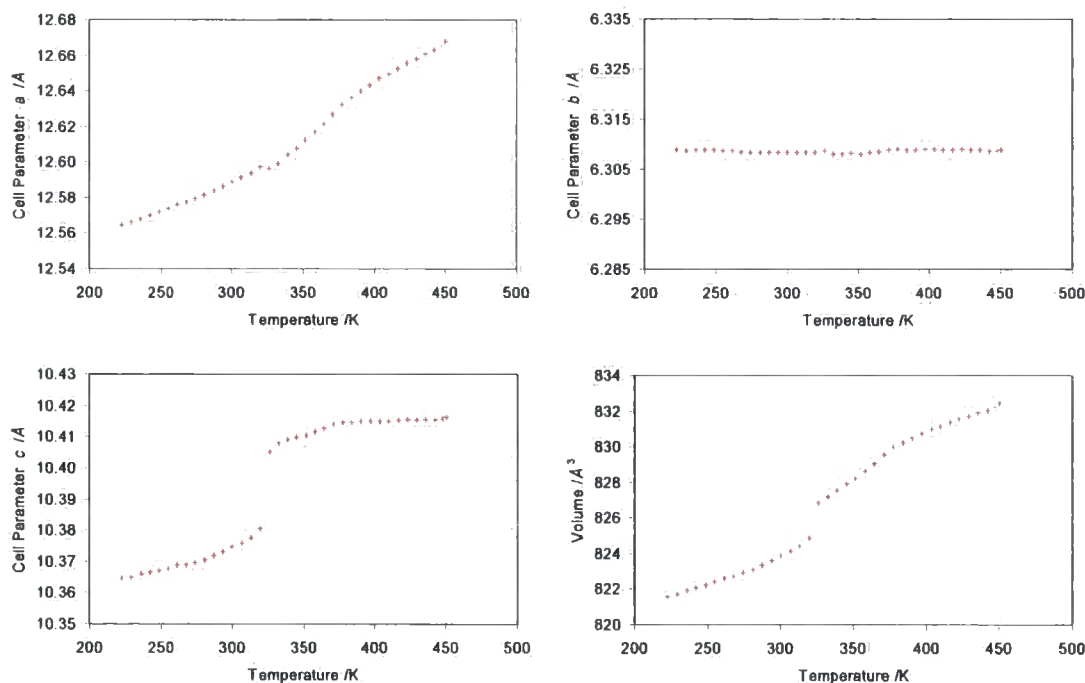 Cell Parameter a /Å
12.68
12.66
12.64
12.62
12.60
12.58
12.56
12.54
200 250 300 350 400 450 500
Temperature /K
Cell Parameter b /Å
6.335
6.325
6.315
6.305
6.295
6.285
200 250 300 350 400 450 500
Temperature /K
Cell Parameter c /Å
10.43
10.42
10.41
10.40
10.39
10.38
10.37
10.36
10.35
200 250 300 350 400 450 500
Temperature /K
Volume /Å³
834
832
830
828
826
824
822
820
200 250 300 350 400 450 500
Temperature /K